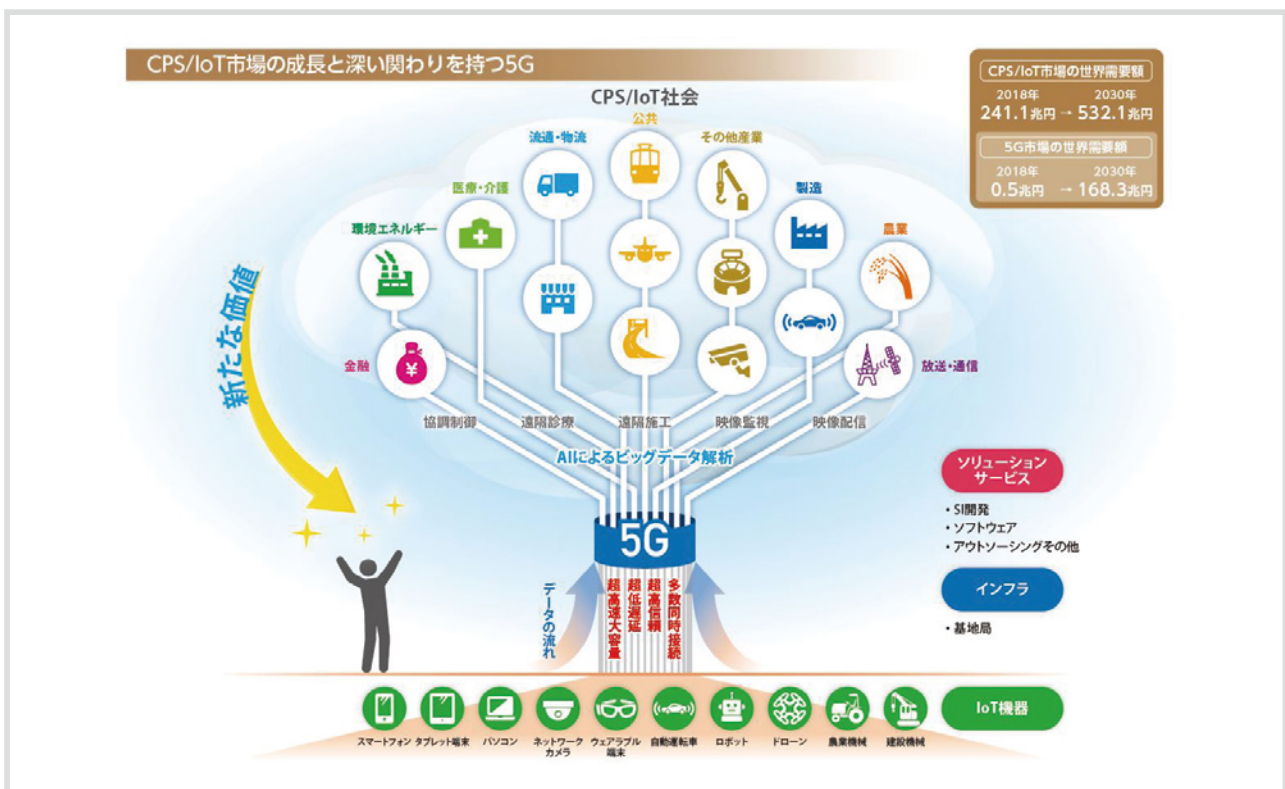 CPS/IoT市場の成長と深い関わりを持つ5G
CPS/IoT市場の世界需要額
2018年 2030年
241.1兆円 → 532.1兆円
5G市場の世界需要額
2018年 2030年
0.5兆円 → 168.3兆円
CPS/IoT社会
公共
流通・物流
その他産業
医療・介護
製造
環境エネルギー
農業
新たな価値
金融
¥
放送・通信
協調制御
遠隔診療
遠隔施工
映像監視
映像配信
AIによるビッグデータ解析
5G
データの流れ
超高速大容量
超低遅延
超高信頼
多数同時接続
ソリューション
サービス
・SI開発
・ソフトウェア
・アウトソーシングその他
インフラ
・基地局
IoT機器
スマートフォン
タブレット端末
パソコン
ネットワーク
カメラ
ウェアラブル
端末
自動運転車
ロボット
ドローン
農業機械
建設機械